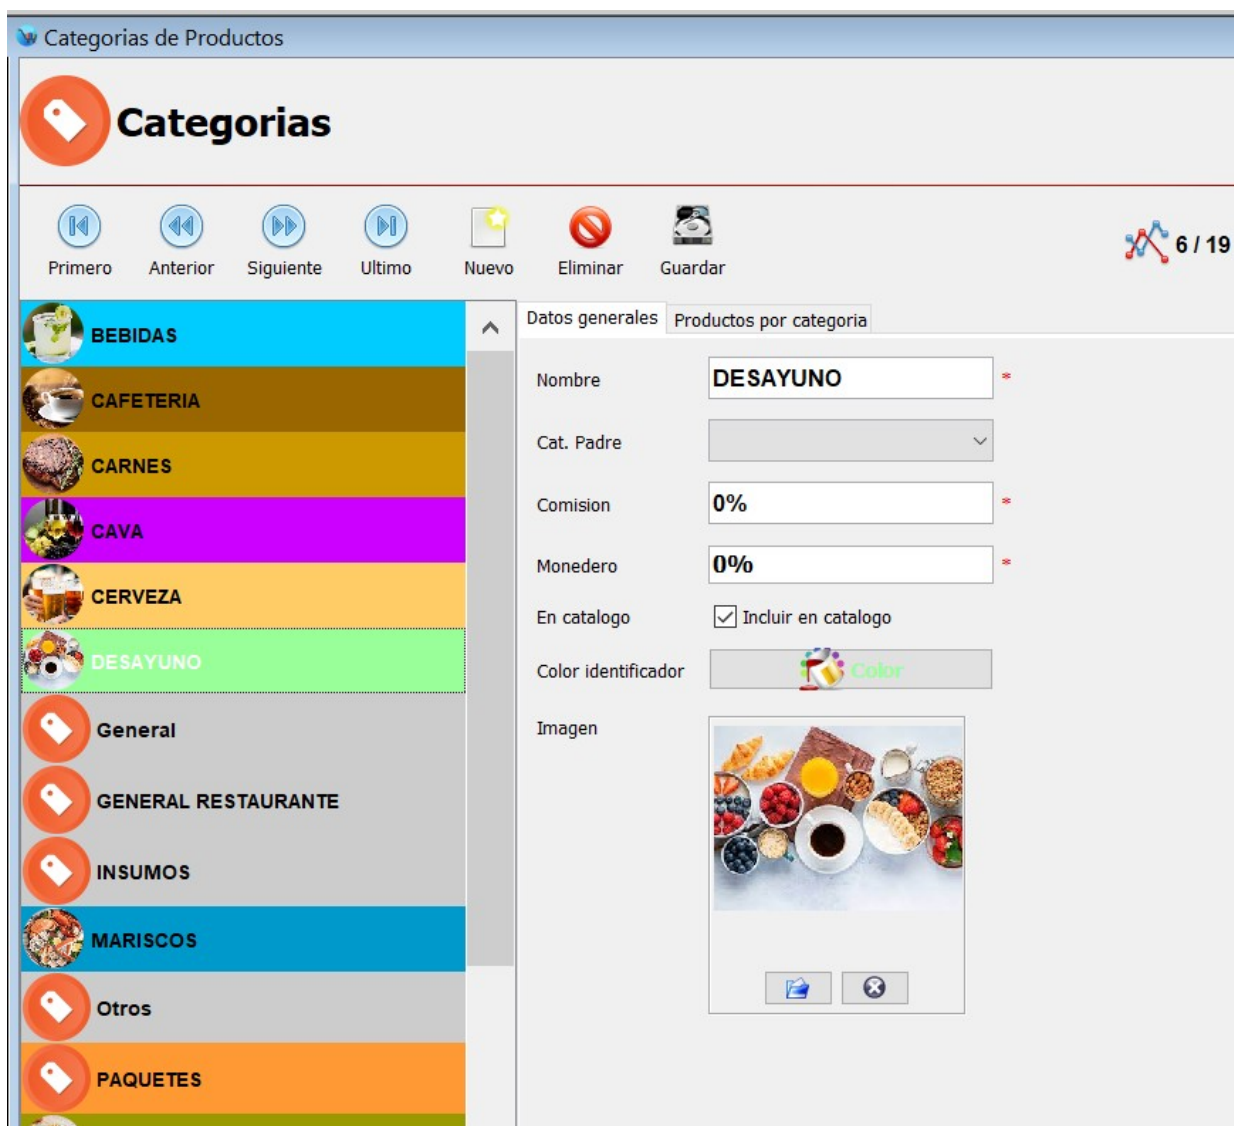 Categorias de Productos
Categorias
Primero Anterior Siguiente Ultimo Nuevo Eliminar Guardar 6 / 19
BEBIDAS
CAFETERIA
CARNES
CAVA
CERVEZA
DESAYUNO
General
GENERAL RESTAURANTE
INSUMOS
MARISCOS
Otros
PAQUETES
Datos generales Productos por categoria
Nombre DESAYUNO *
Cat. Padre
Comision 0% *
Monedero 0% *
En catalogo Incluir en catalogo
Color identificador Color
Imagen